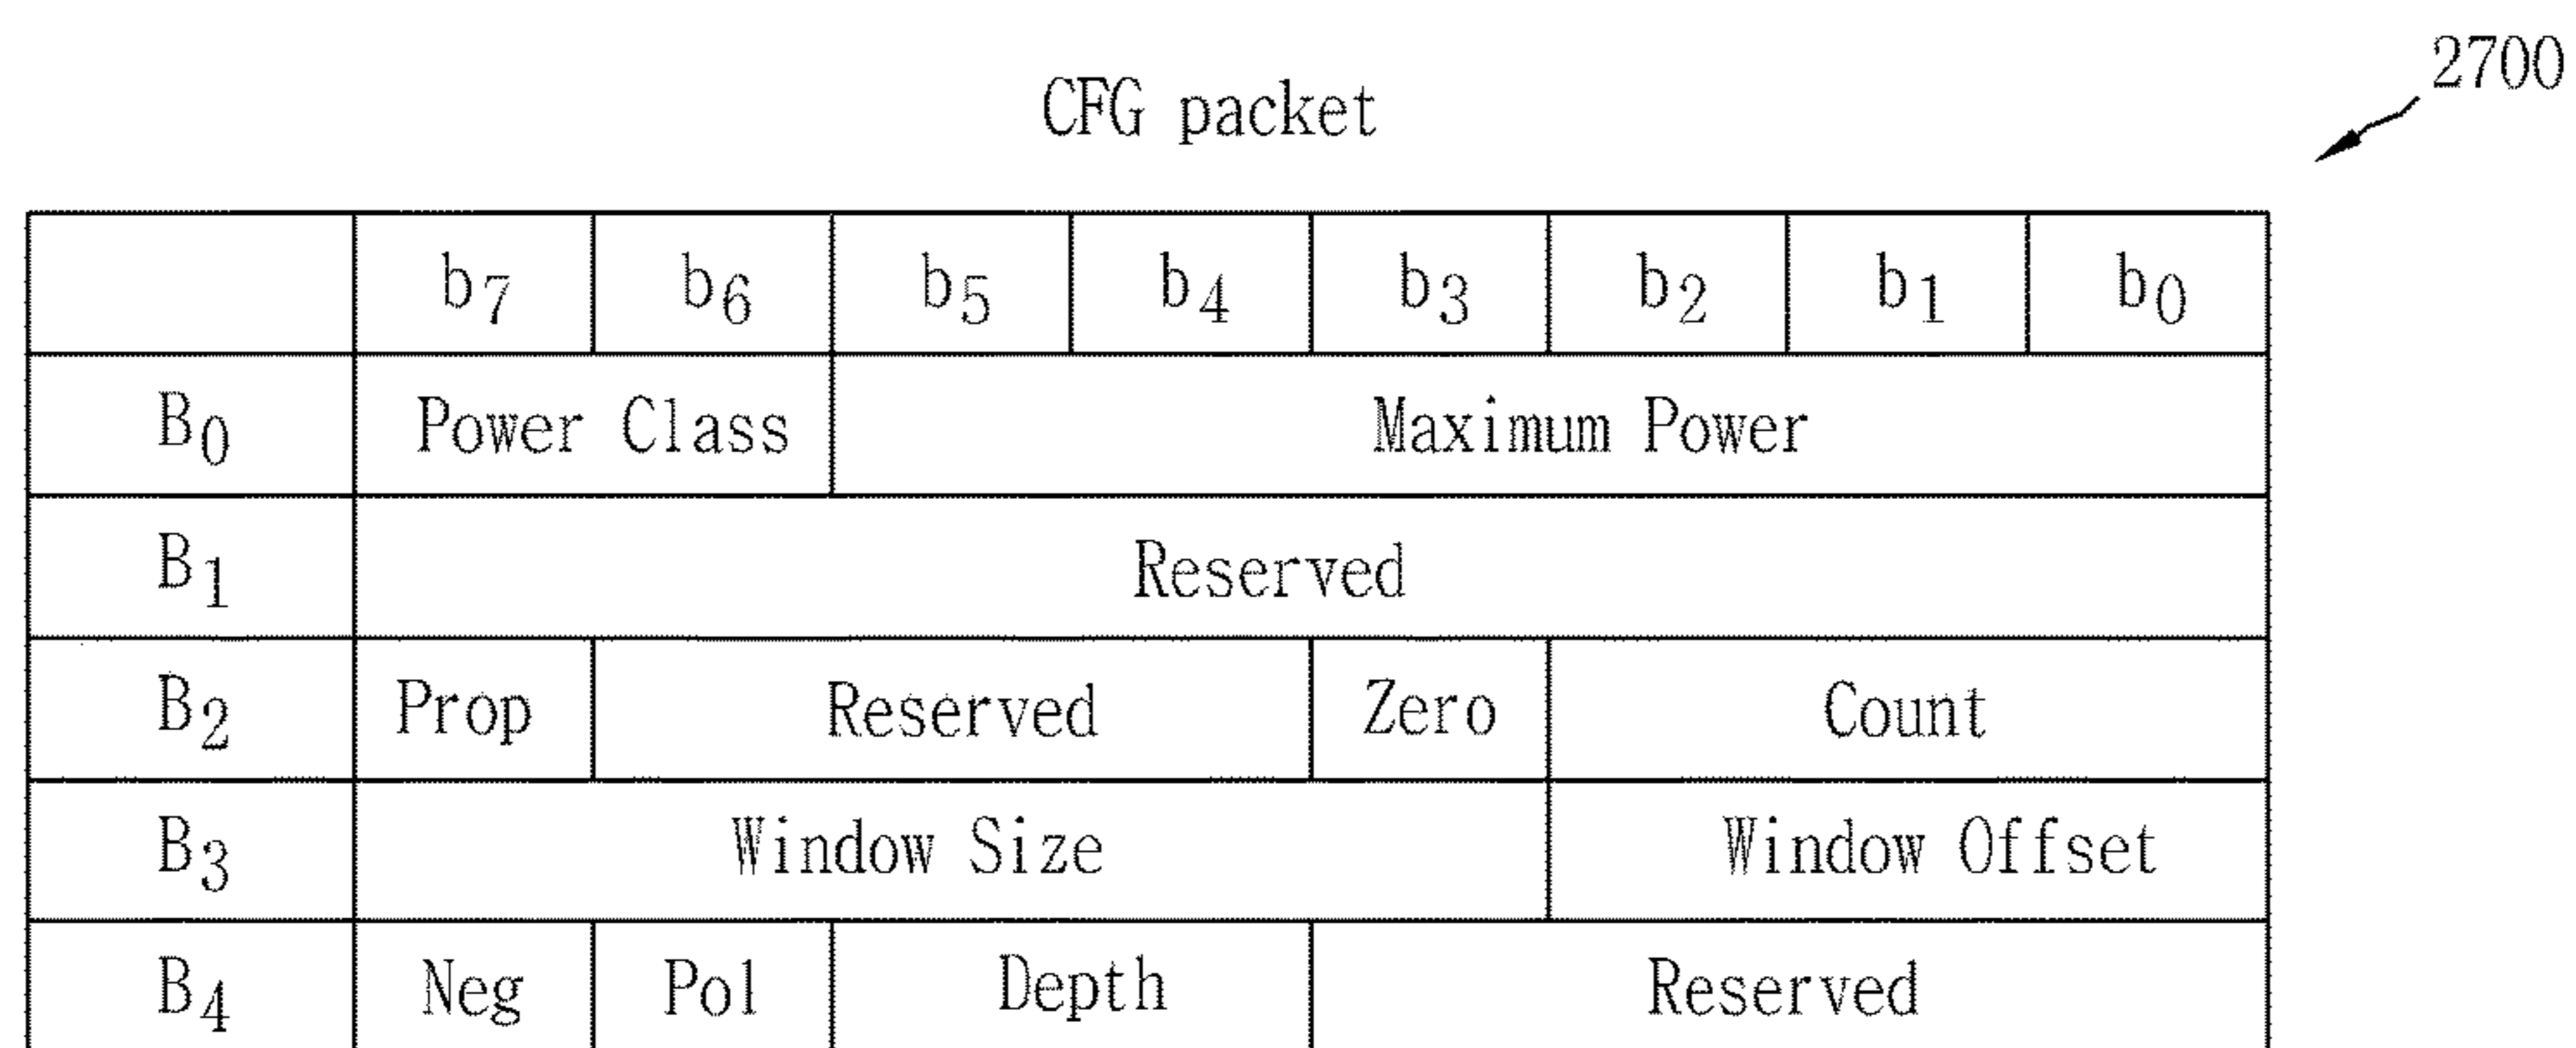 2700
CFG packet
b7 b6 b5 b4 b3 b2 b1 b0
B0 Power Class Maximum Power
B1 Reserved
B2 Prop Reserved Zero Count
B3 Window Size Window Offset
B4 Neg Pol Depth Reserved